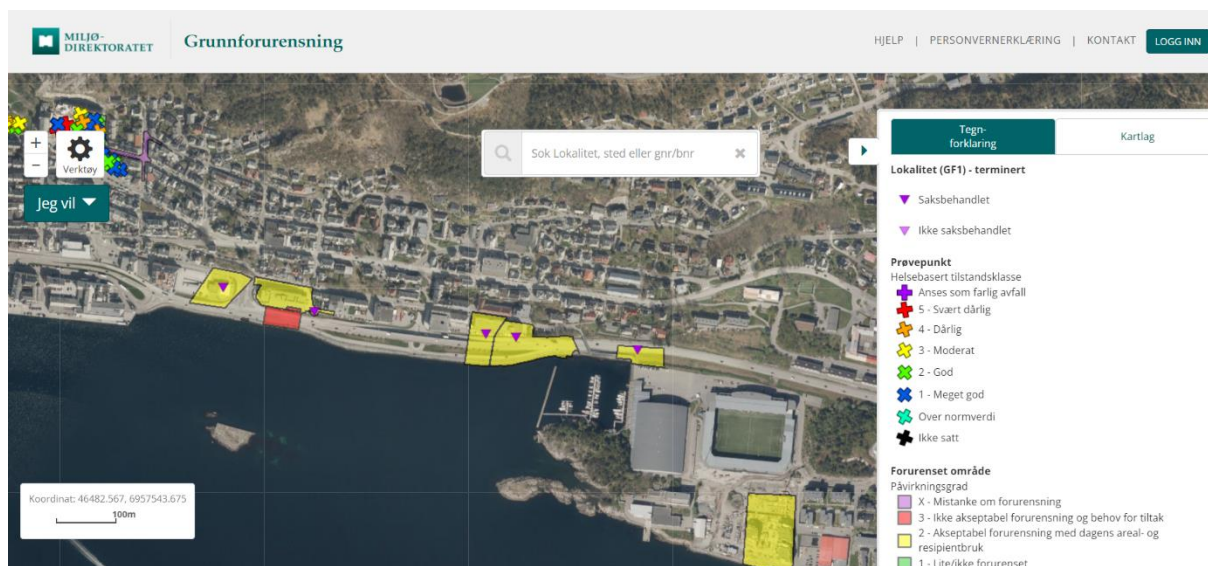 MILJØ-
DIREKTORATET
Grunnforurensning
HJELP | PERSONVERNERKLÆRING | KONTAKT LOGG INN
+
−
Verktøy
Jeg vil
Søk Lokalitet, sted eller gnr/bnr
Tegn-
forklaring
Kartlag
Lokalitet (GF1) - terminert
Saksbehandlet
Ikke saksbehandlet
Prøvepunkt
Helsebasert tilstandsklasse
Anses som farlig avfall
5 - Svært dårlig
4 - Dårlig
3 - Moderat
2 - God
1 - Meget god
Over normverdi
Ikke satt
Forurenset område
Påvirkningsgrad
X - Mistanke om forurensning
3 - Ikke akseptabel forurensning og behov for tiltak
2 - Akseptabel forurensning med dagens areal- og
resipientbruk
1 - Lite/ikke forurenset
Koordinat: 46482.567, 6957543.675
100m